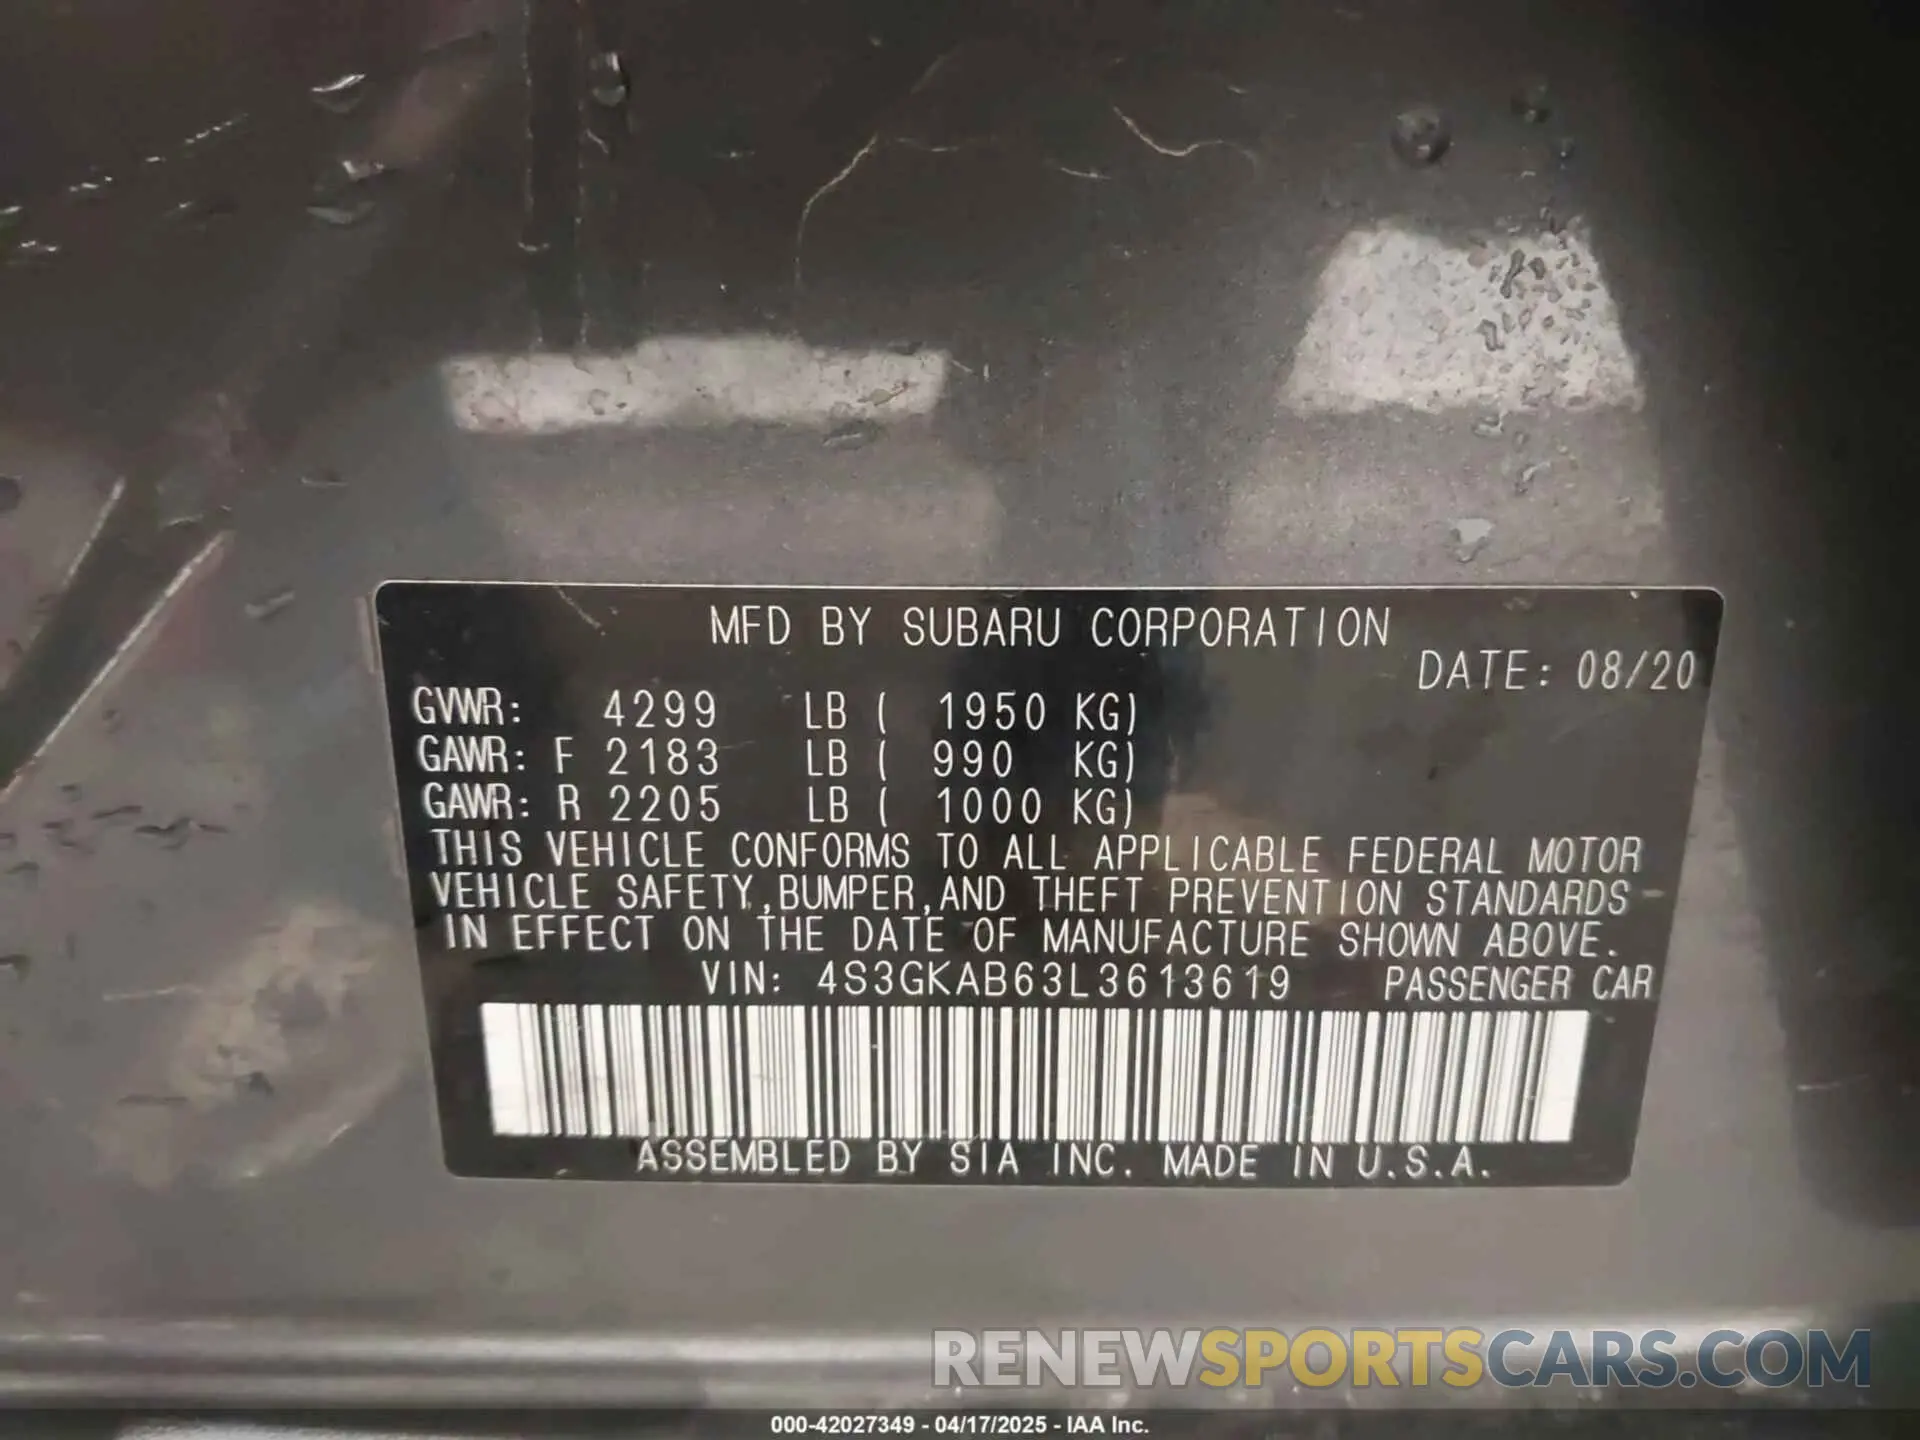 MFD BY SUBARU CORPORATION
DATE: 08/20
GVWR: 4299 LB ( 1950 KG)
GAWR: F 2183 LB ( 990 KG)
GAWR: R 2205 LB ( 1000 KG)
THIS VEHICLE CONFORMS TO ALL APPLICABLE FEDERAL MOTOR
VEHICLE SAFETY,BUMPER,AND THEFT PREVENTION STANDARDS
IN EFFECT ON THE DATE OF MANUFACTURE SHOWN ABOVE.
VIN: 4S3GKAB63L3613619 PASSENGER CAR
ASSEMBLED BY SIA INC. MADE IN U.S.A.
RENEWSPORTSCARS.COM
000-42027349 - 04/17/2025 - IAA Inc.